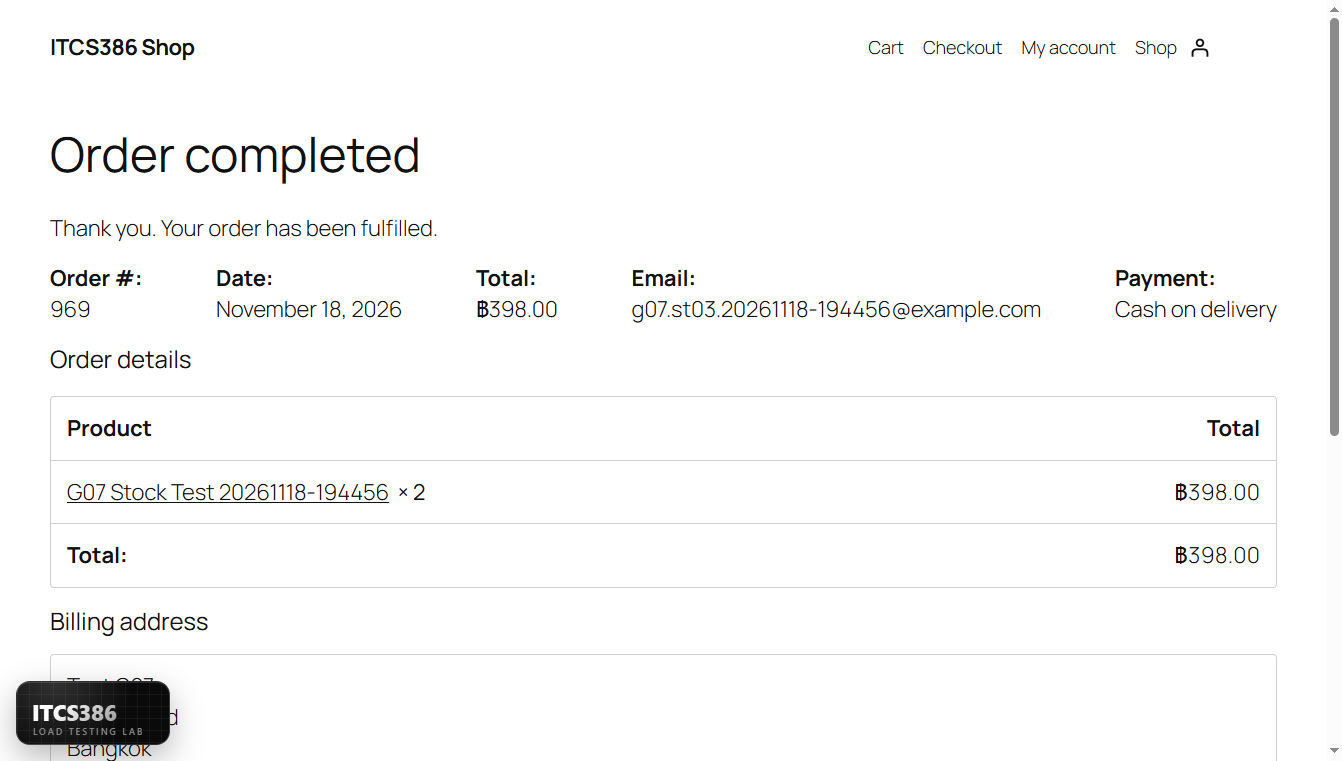 ITCS386 Shop
Cart Checkout My account Shop
Order completed
Thank you. Your order has been fulfilled.
Order #: Date: Total: Email: Payment:
969 November 18, 2026 ฿398.00 g07.st03.20261118-194456@example.com Cash on delivery
Order details
Product Total
G07 Stock Test 20261118-194456 × 2 ฿398.00
Total: ฿398.00
Billing address
ITCS386
LOAD TESTING LAB
Bangkok